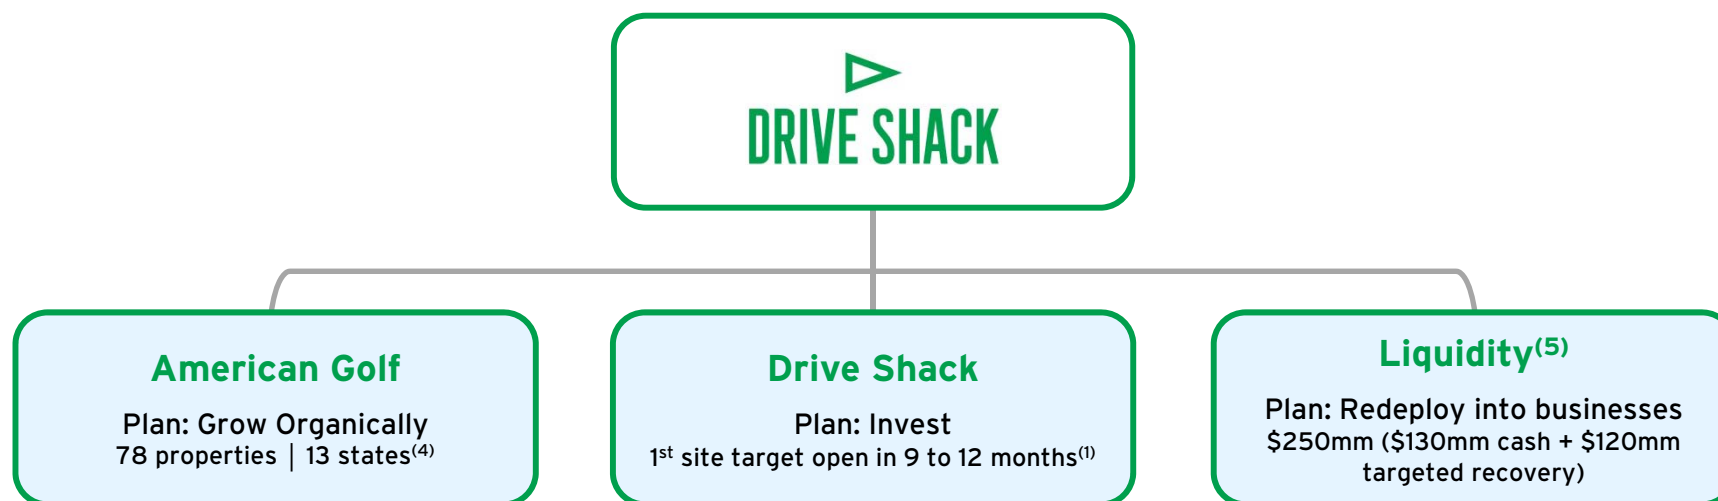 DRIVE SHACK
American Golf
Plan: Grow Organically
78 properties | 13 states(4)
Drive Shack
Plan: Invest
1st site target open in 9 to 12 months(1)
Liquidity(5)
Plan: Redeploy into businesses
$250mm ($130mm cash + $120mm
targeted recovery)